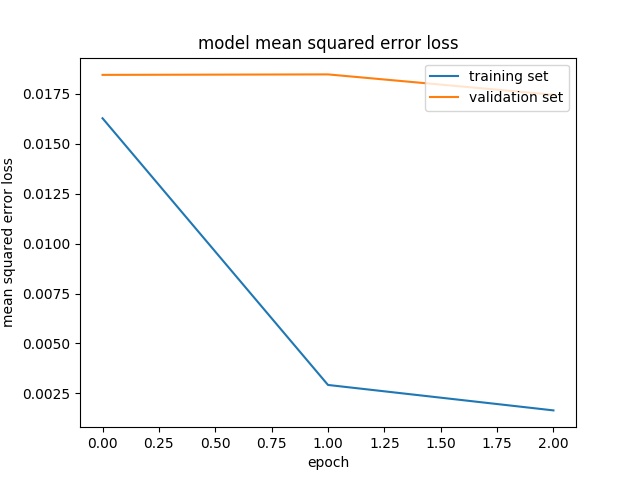 model mean squared error loss
training set
validation set
mean squared error loss
0.0175
0.0150
0.0125
0.0100
0.0075
0.0050
0.0025
0.00 0.25 0.50 0.75 1.00 1.25 1.50 1.75 2.00
epoch